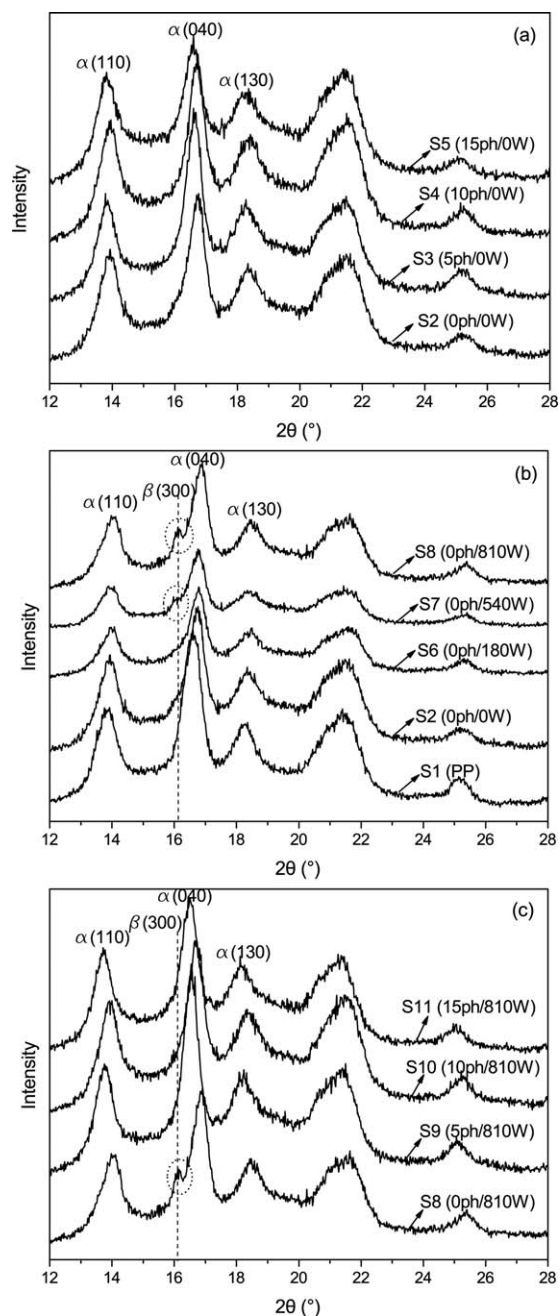 (a)
α(040)
α(110)
α(130)
S5 (15ph/0W)
S4 (10ph/0W)
S3 (5ph/0W)
S2 (0ph/0W)
Intensity
12 14 16 18 20 22 24 26 28
2θ (°)
(b)
α(040)
β(300)
α(110)
α(130)
S8 (0ph/810W)
S7 (0ph/540W)
S6 (0ph/180W)
S2 (0ph/0W)
S1 (PP)
Intensity
12 14 16 18 20 22 24 26 28
2θ (°)
(c)
α(040)
β(300)
α(110)
α(130)
S11 (15ph/810W)
S10 (10ph/810W)
S9 (5ph/810W)
S8 (0ph/810W)
Intensity
12 14 16 18 20 22 24 26 28
2θ (°)